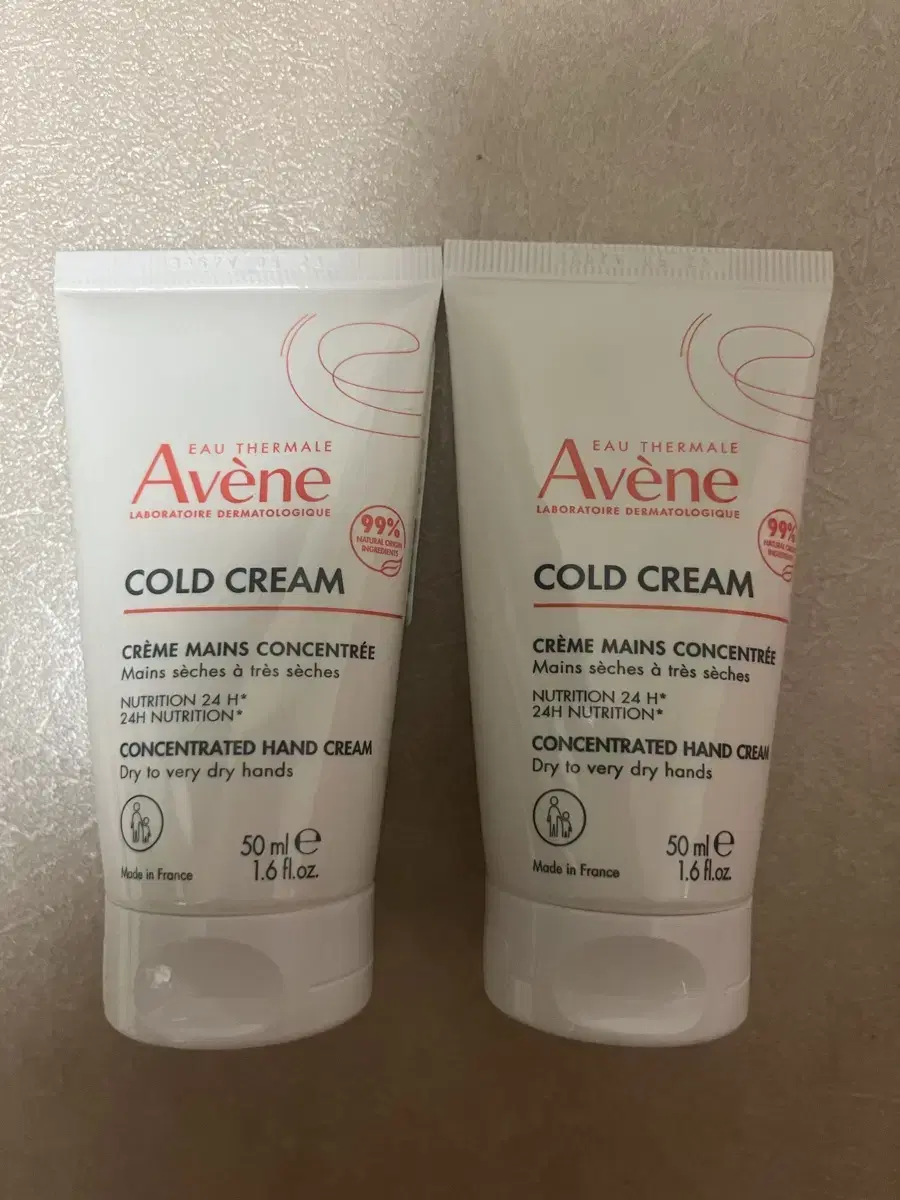 EAU THERMALE
Avène
LABORATOIRE DERMATOLOGIQUE
99%
NATURAL ORIGIN
INGREDIENTS
COLD CREAM
CRÈME MAINS CONCENTRÉE
Mains sèches à très sèches
NUTRITION 24 H*
24H NUTRITION*
CONCENTRATED HAND CREAM
Dry to very dry hands
50 ml e
Made in France
1.6 fl.oz.
EAU THERMALE
Avène
LABORATOIRE DERMATOLOGIQUE
99%
NATURAL ORIGIN
INGREDIENTS
COLD CREAM
CRÈME MAINS CONCENTRÉE
Mains sèches à très sèches
NUTRITION 24 H*
24H NUTRITION*
CONCENTRATED HAND CREAM
Dry to very dry hands
50 ml e
Made in France
1.6 fl.oz.